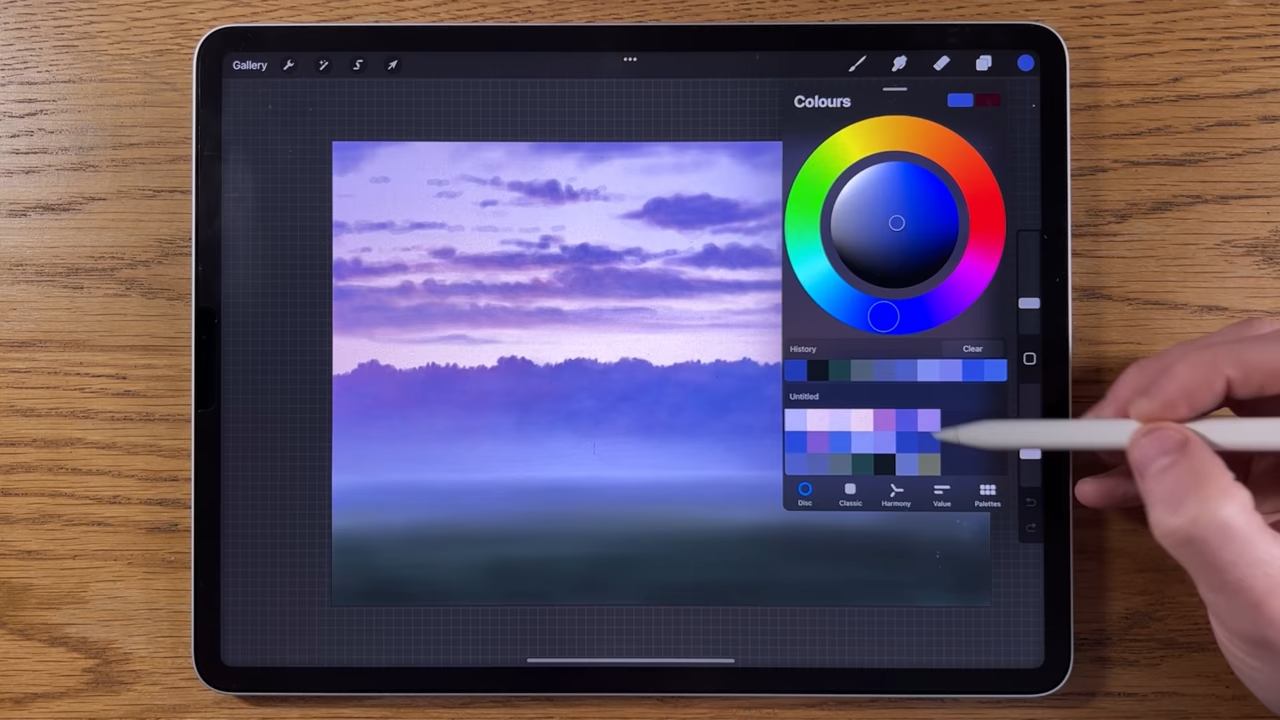 Gallery
Colours
History
Clear
Untitled
Disc
Classic
Harmony
Value
Palettes